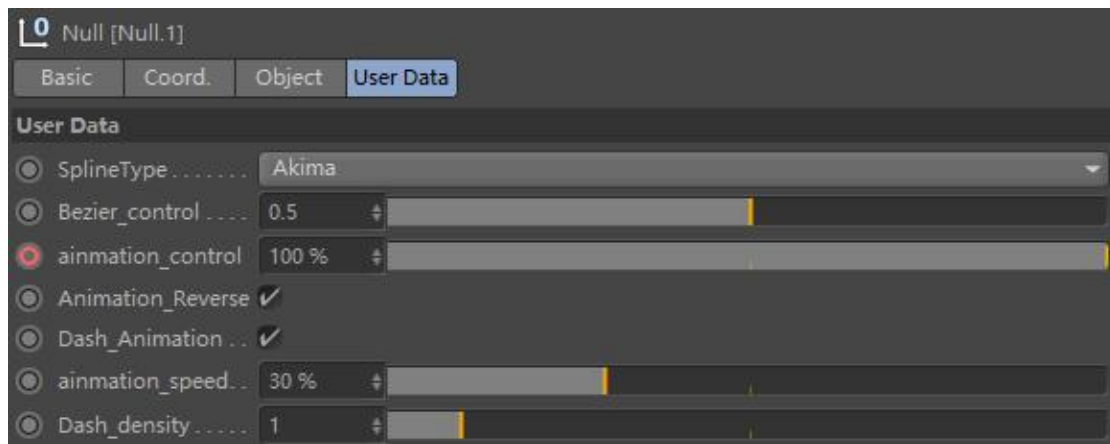 0 Null [Null.1]
Basic Coord. Object User Data
User Data
SplineType....... Akima
Bezier_control.... 0.5
ainmation_control 100 %
Animation_Reverse
Dash_Animation..
ainmation_speed.. 30 %
Dash_density..... 1